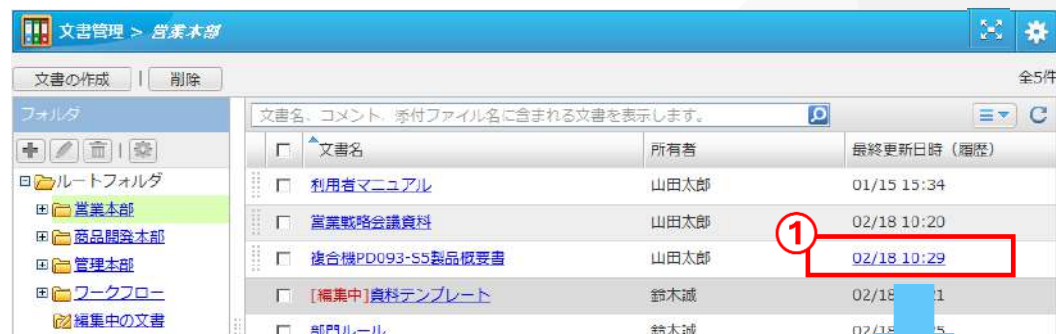 文書管理 > 営業本部
文書の作成 | 削除
全5件
フォルダ
文書名、コメント、添付ファイル名に含まれる文書を表示します。
文書名 所有者 最終更新日時（履歴）
ルートフォルダ
営業本部
商品開発本部
管理本部
ワークフロー
編集中の文書
利用者マニュアル 山田太郎 01/15 15:34
営業戦略会議資料 山田太郎 02/18 10:20
①
複合機PD093-S5製品概要書 山田太郎 02/18 10:29
[編集中]資料テンプレート 鈴木誠 02/18
部門ルール 鈴木誠